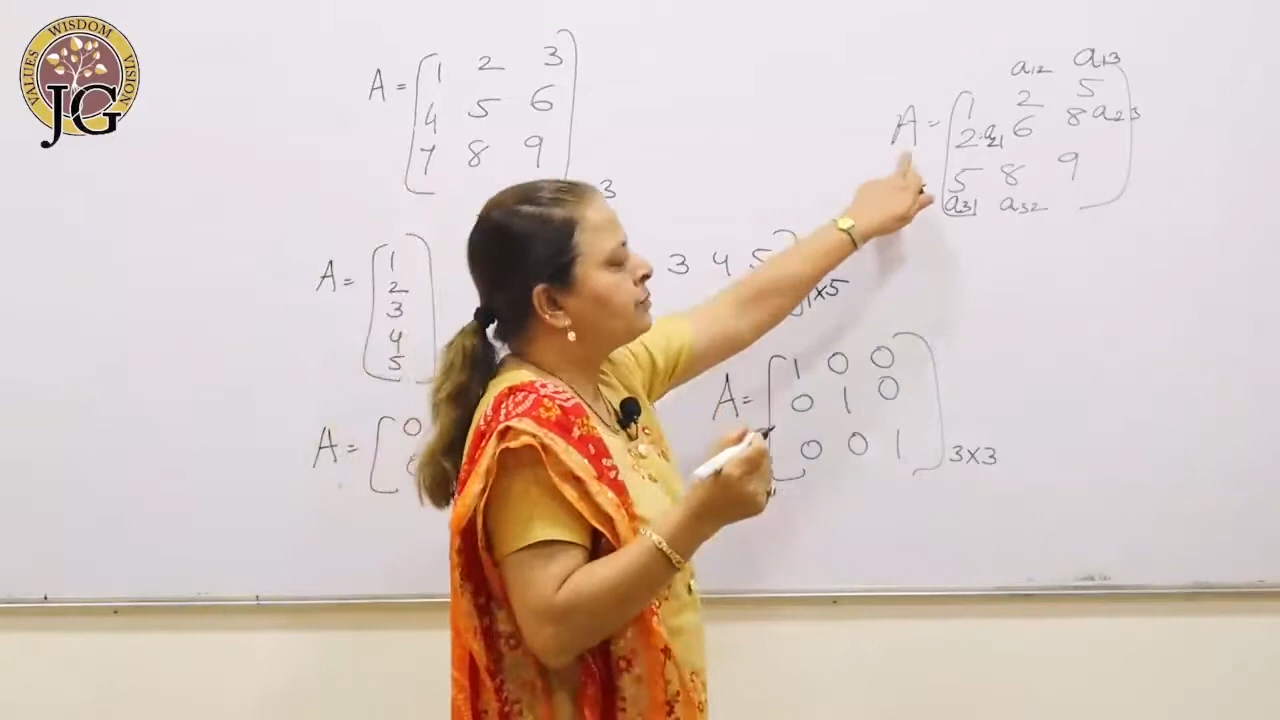 VALUES WISDOM VISION
JG
A = 1 2 3
4 5 6
7 8 9
3
a12 a13
A = 1 2 5
2 a21 6 8 a23
5 8 9
a31 a32
A = 1
2
3
4
5
3 4 5
1x5
A = 1 0 0
0 1 0
0 0 1
3x3
A = 0